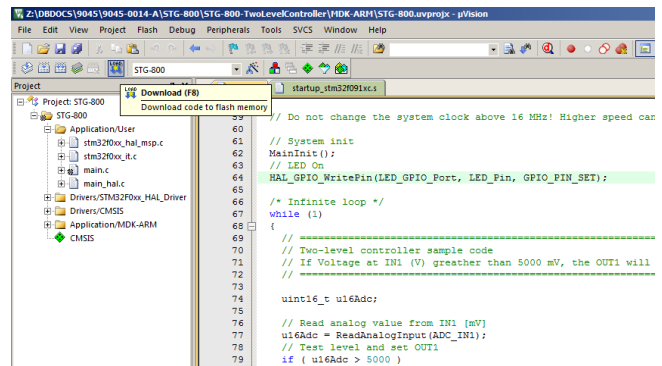 Z:\DBDOCS\9045\9045-0014-A\STG-800\STG-800-TwoLevelController\MDK-ARM\STG-800.uvprojx - µVision
File Edit View Project Flash Debug Peripherals Tools SVCS Window Help
LOAD STG-800
Project
startup_stm32f091xc.s
LOAD Download (F8)
Download code to flash memory
Project: STG-800
STG-800
Application/User
stm32f0xx_hal_msp.c
stm32f0xx_it.c
main.c
main_hal.c
Drivers/STM32F0xx_HAL_Driver
Drivers/CMSIS
Application/MDK-ARM
CMSIS
59 // Do not change the system clock above 16 MHz! Higher speed can
60
61 // System init
62 MainInit();
63 // LED On
64 HAL_GPIO_WritePin(LED_GPIO_Port, LED_Pin, GPIO_PIN_SET);
65
66 /* Infinite loop */
67 while (1)
68 {
69 // ================================================
70 // Two-level controller sample code
71 // If Voltage at IN1 (V) greather than 5000 mV, the OUT1 will
72 // ================================================
73
74 uint16_t u16Adc;
75
76 // Read analog value from IN1 [mV]
77 u16Adc = ReadAnalogInput(ADC_IN1);
78 // Test level and set OUT1
79 if ( u16Adc > 5000 )